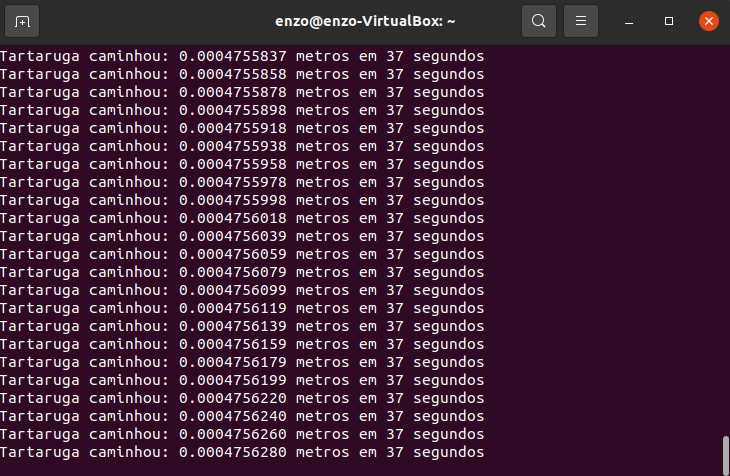 enzo@enzo-VirtualBox: ~
Tartaruga caminhou: 0.0004755837 metros em 37 segundos
Tartaruga caminhou: 0.0004755858 metros em 37 segundos
Tartaruga caminhou: 0.0004755878 metros em 37 segundos
Tartaruga caminhou: 0.0004755898 metros em 37 segundos
Tartaruga caminhou: 0.0004755918 metros em 37 segundos
Tartaruga caminhou: 0.0004755938 metros em 37 segundos
Tartaruga caminhou: 0.0004755958 metros em 37 segundos
Tartaruga caminhou: 0.0004755978 metros em 37 segundos
Tartaruga caminhou: 0.0004755998 metros em 37 segundos
Tartaruga caminhou: 0.0004756018 metros em 37 segundos
Tartaruga caminhou: 0.0004756039 metros em 37 segundos
Tartaruga caminhou: 0.0004756059 metros em 37 segundos
Tartaruga caminhou: 0.0004756079 metros em 37 segundos
Tartaruga caminhou: 0.0004756099 metros em 37 segundos
Tartaruga caminhou: 0.0004756119 metros em 37 segundos
Tartaruga caminhou: 0.0004756139 metros em 37 segundos
Tartaruga caminhou: 0.0004756159 metros em 37 segundos
Tartaruga caminhou: 0.0004756179 metros em 37 segundos
Tartaruga caminhou: 0.0004756199 metros em 37 segundos
Tartaruga caminhou: 0.0004756220 metros em 37 segundos
Tartaruga caminhou: 0.0004756240 metros em 37 segundos
Tartaruga caminhou: 0.0004756260 metros em 37 segundos
Tartaruga caminhou: 0.0004756280 metros em 37 segundos